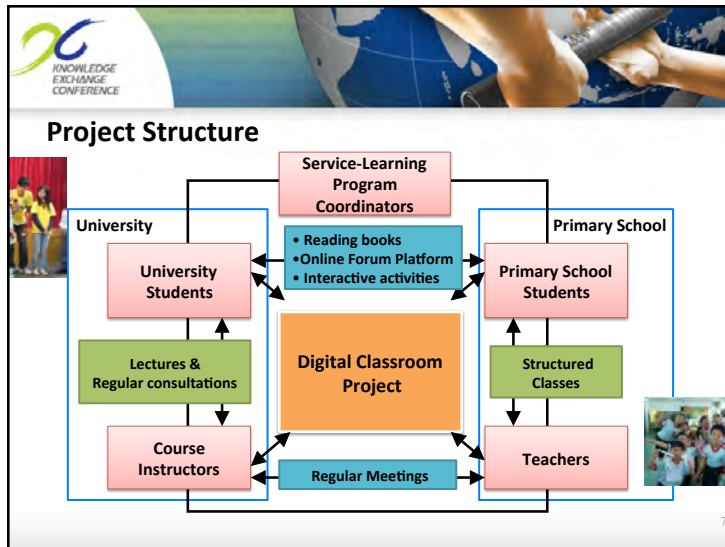 KNOWLEDGE
EXCHANGE
CONFERENCE
Project Structure
Service-Learning
Program
Coordinators
University
Primary School
• Reading books
•Online Forum Platform
• Interactive activities
University
Students
Primary School
Students
Lectures &
Regular consultations
Digital Classroom
Project
Structured
Classes
Course
Instructors
Regular Meetings
Teachers
7